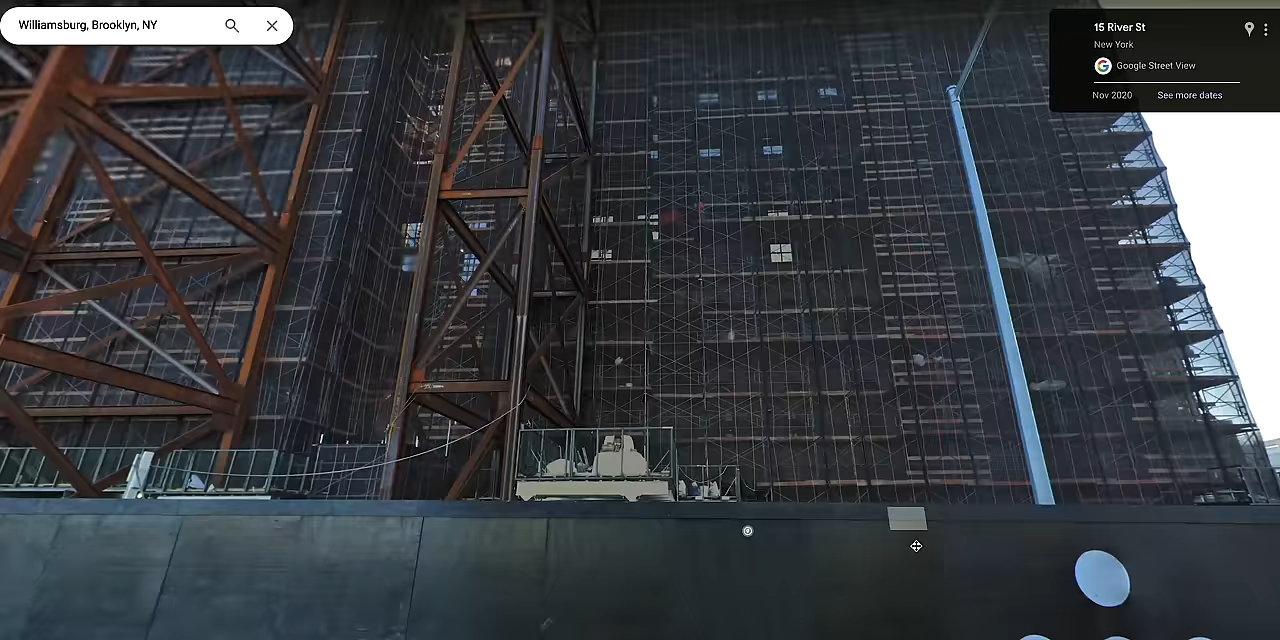 Williamsburg, Brooklyn, NY
15 River St
New York
Google Street View
Nov 2020
See more dates